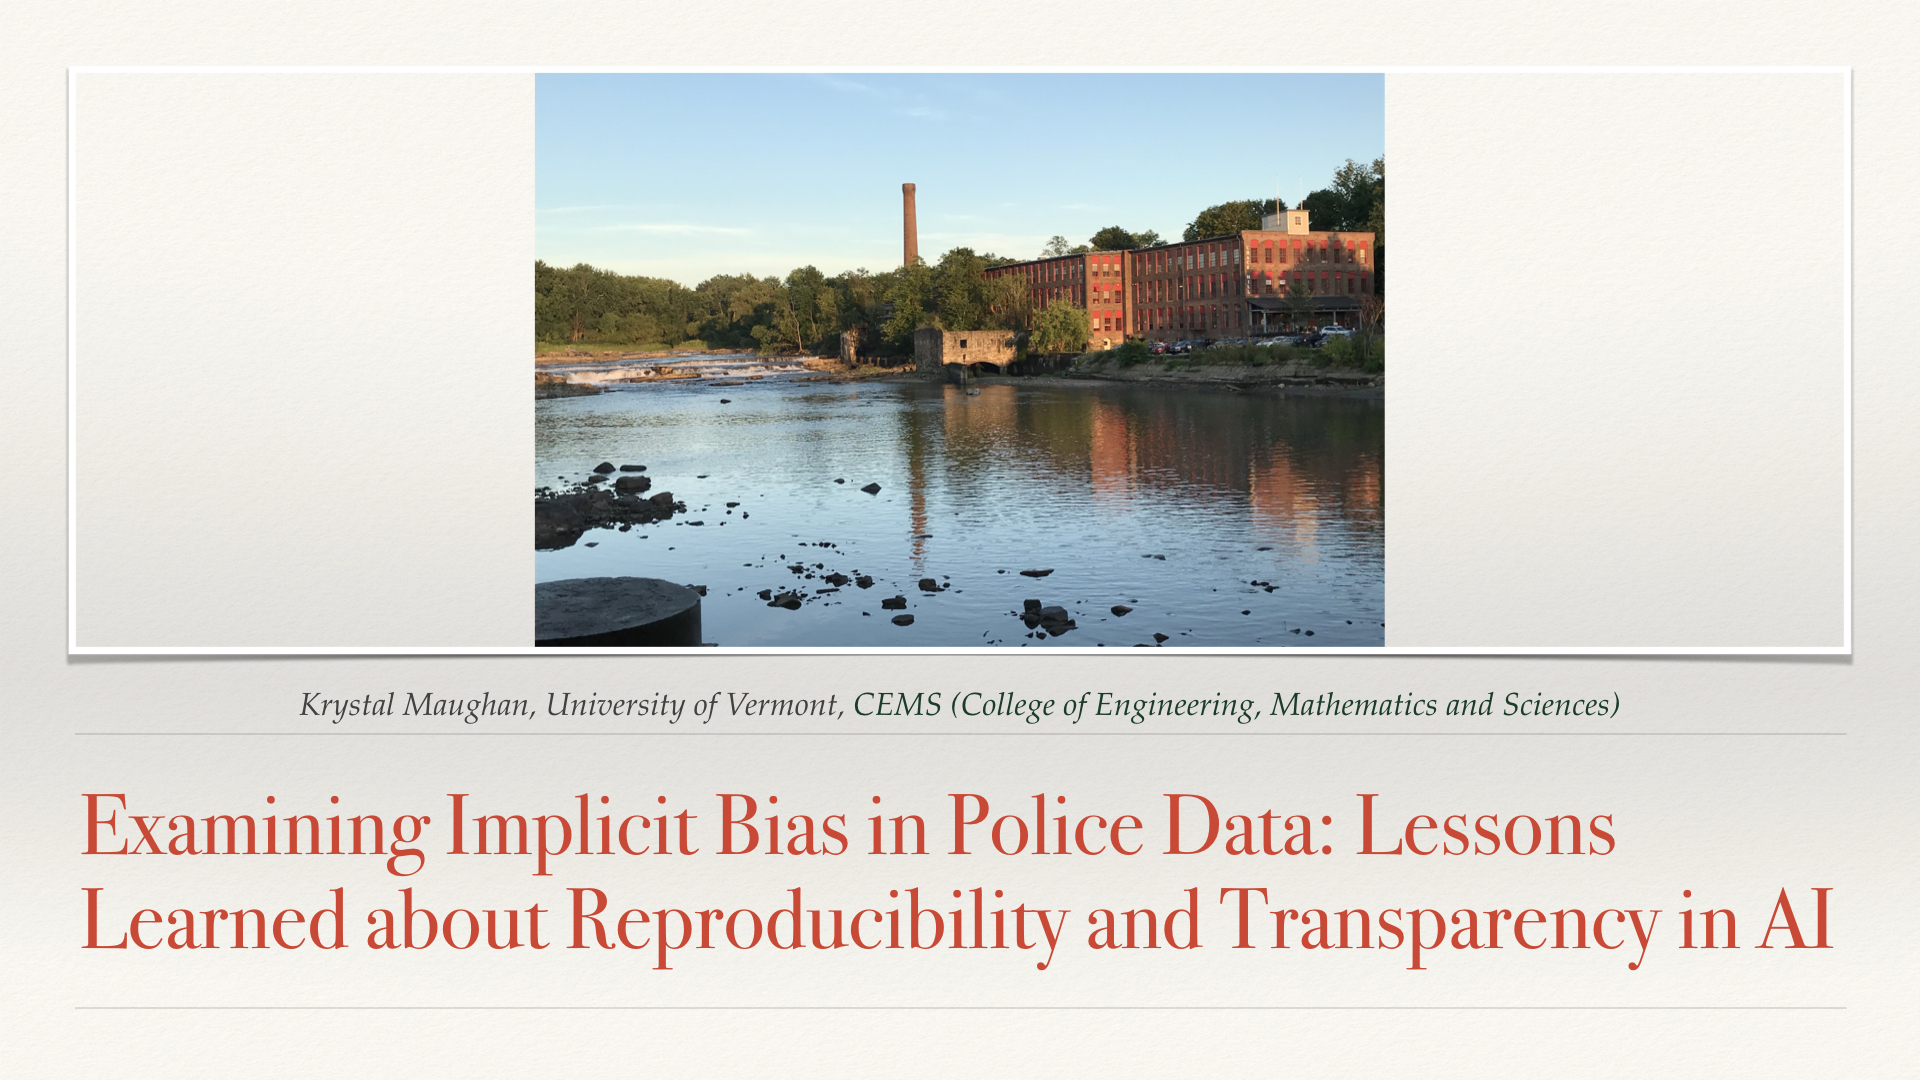 Krystal Maughan, University of Vermont, CEMS (College of Engineering, Mathematics and Sciences)
Examining Implicit Bias in Police Data: Lessons
Learned about Reproducibility and Transparency in AI